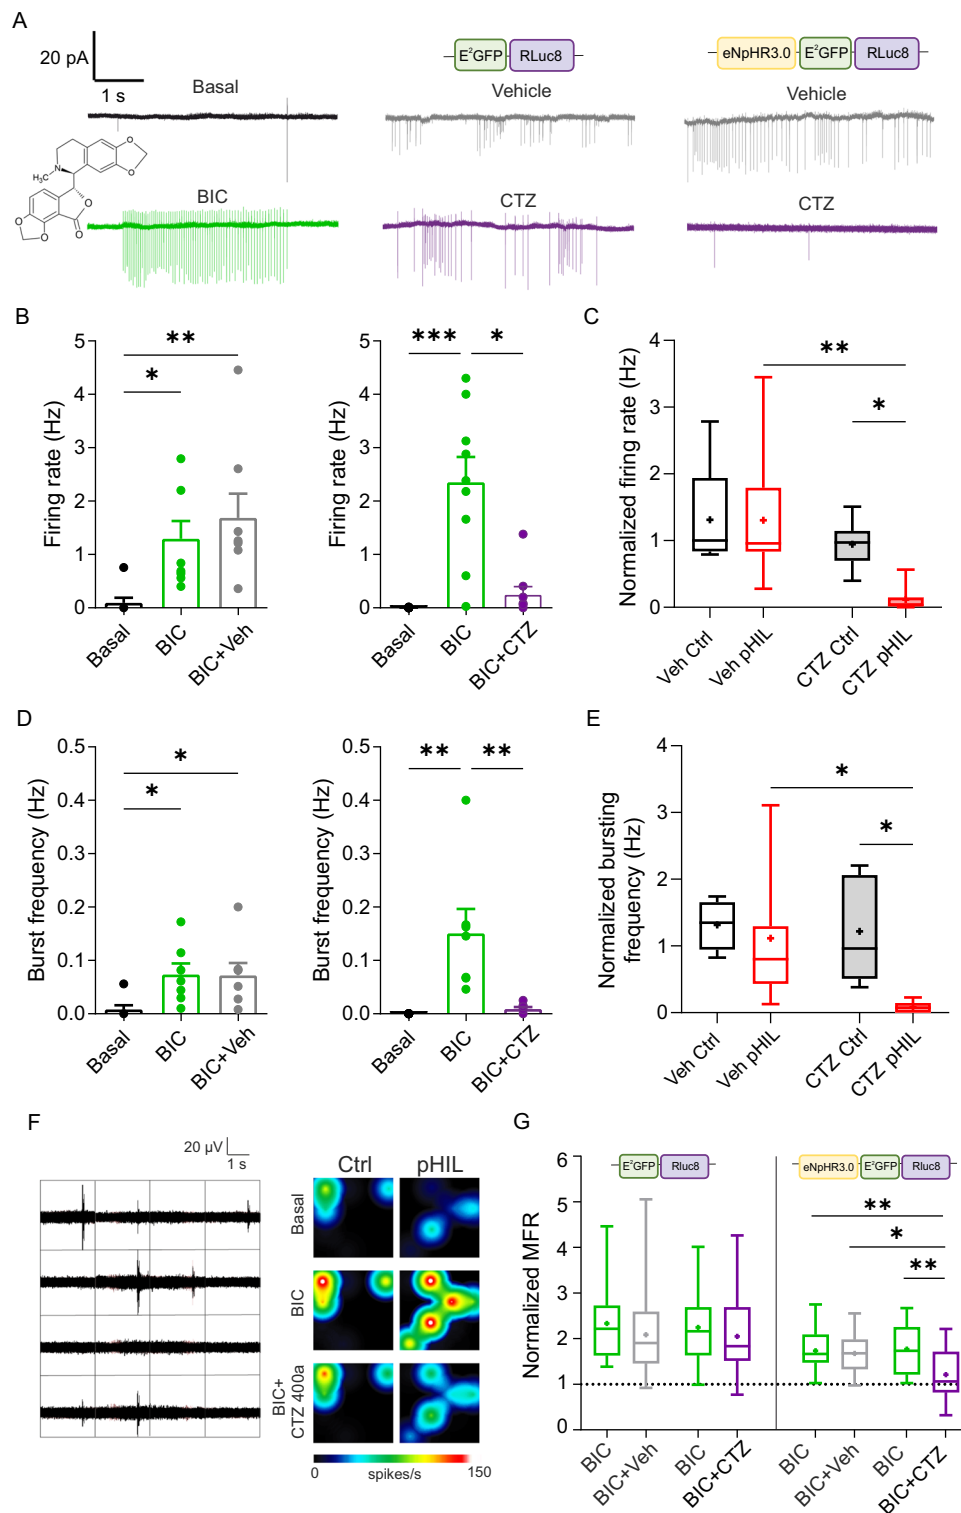 A
20 pA
1 s
Basal
E²GFP
RLuc8
Vehicle
eNpHR3.0
E²GFP
RLuc8
Vehicle
H₃C
N
O
O
O
O
O
O
BIC
CTZ
CTZ
B
Firing rate (Hz)
5
4
3
2
1
0
**
*
Basal
BIC
BIC+Veh
Firing rate (Hz)
5
4
3
2
1
0
***
*
Basal
BIC
BIC+CTZ
C
Normalized firing rate (Hz)
4
3
2
1
0
**
*
Veh Ctrl
Veh pHIL
CTZ Ctrl
CTZ pHIL
D
Burst frequency (Hz)
0.5
0.4
0.3
0.2
0.1
0.0
*
*
Basal
BIC
BIC+Veh
Burst frequency (Hz)
0.5
0.4
0.3
0.2
0.1
0.0
**
**
Basal
BIC
BIC+CTZ
E
Normalized bursting
frequency (Hz)
4
3
2
1
0
*
*
Veh Ctrl
Veh pHIL
CTZ Ctrl
CTZ pHIL
F
20 µV
1 s
Ctrl
pHIL
Basal
BIC
BIC+
CTZ 400a
0
spikes/s
150
G
Normalized MFR
6
5
4
3
2
1
0
E²GFP
Rluc8
eNpHR3.0
E²GFP
Rluc8
**
*
**
BIC
BIC+Veh
BIC
BIC+CTZ
BIC
BIC+Veh
BIC
BIC+CTZ